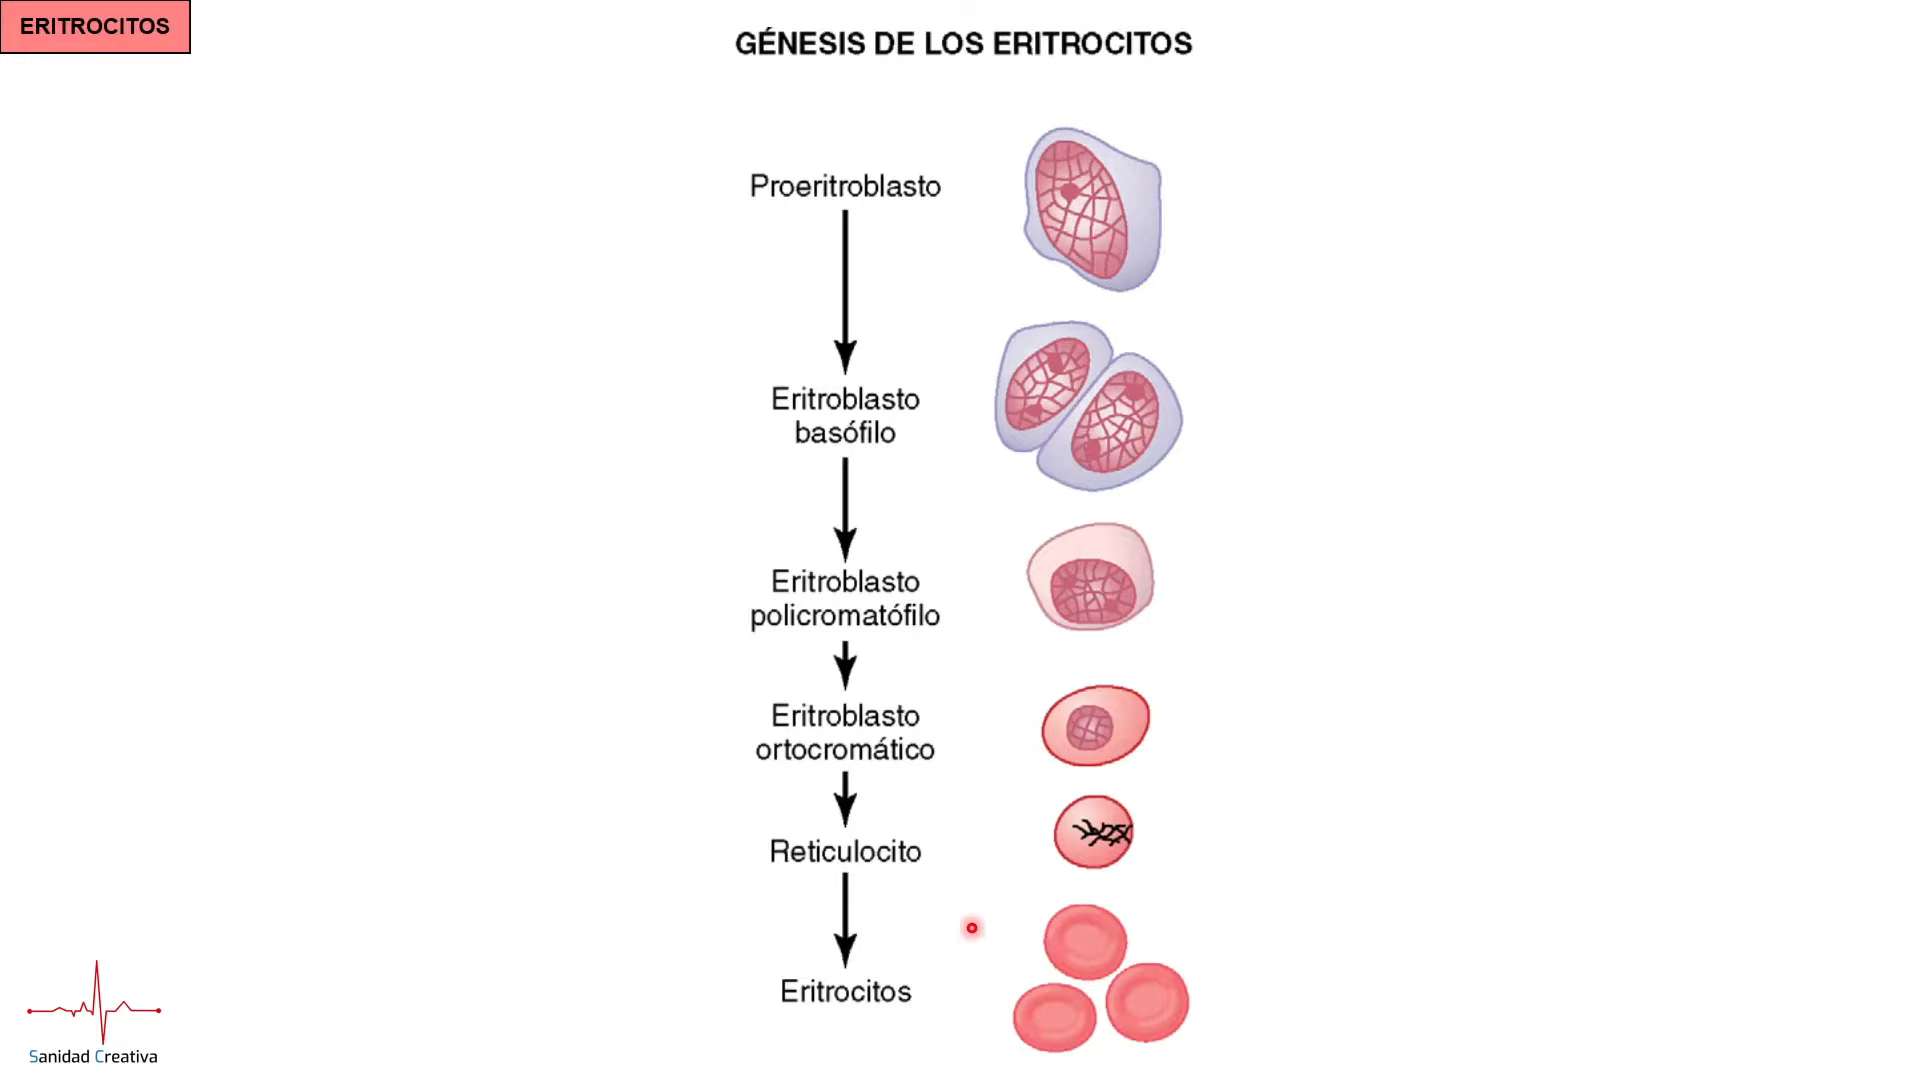 ERITROCITOS
GÉNESIS DE LOS ERITROCITOS
Proeritroblasto
Eritroblasto
basófilo
Eritroblasto
policromatófilo
Eritroblasto
ortocromático
Reticulocito
Eritrocitos
Sanidad Creativa